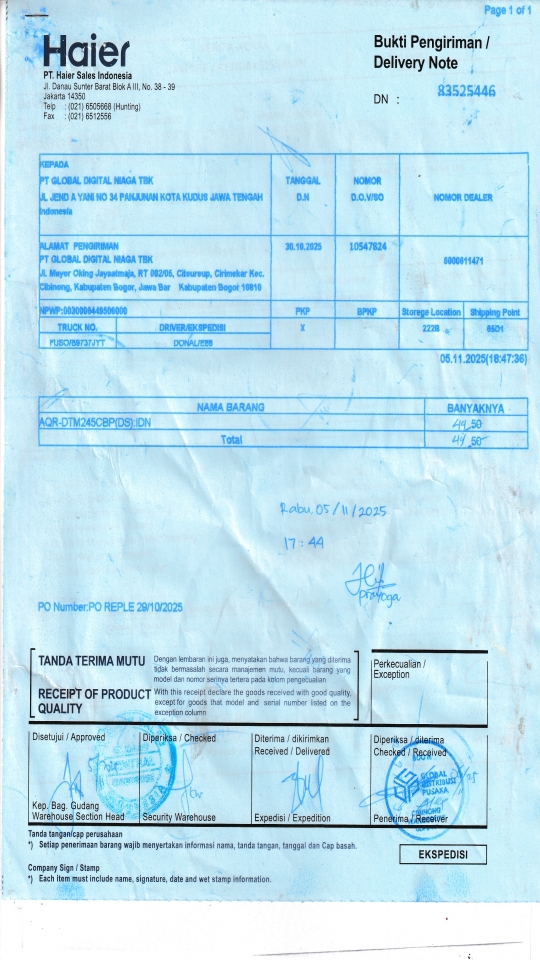 Page 1 of 1
Haier
PT. Haier Sales Indonesia
Jl. Danau Sunter Barat Blok A III, No. 38 - 39
Jakarta 14350
Telp : (021) 6505668 (Hunting)
Fax : (021) 6512556
Bukti Pengiriman /
Delivery Note
DN : 83525446
KEPADA
PT GLOBAL DIGITAL NIAGA TBK
JL JEND A YANI NO 34 PANJUNAN KOTA KUDUS JAWA TENGAH
Indonesia
TANGGAL
D.N
NOMOR
D.O.V/SO
NOMOR DEALER
ALAMAT PENGIRIMAN
PT GLOBAL DIGITAL NIAGA TBK
Jl. Mayor Oking Jayaatmaja, RT 002/05, Citeureup, Cirimekar Kec.
Cibinong, Kabupaten Bogor, Jawa Bar Kabupaten Bogor 16810
30.10.2025
10547824
NPWP:
PKP
BPKP
Storege Location
Shipping Point
TRUCK NO.
DRIVER/EKSPEDISI
X
222B
FUSO/B9737JYT
05.11.2025(18:47:36)
NAMA BARANG
BANYAKNYA
AQR-DTM245CBP(DS):IDN
50
Total
50
Rabu, 05/11/2025
17:44
prayoga
PO Number:PO REPLE 29/10/2025
TANDA TERIMA MUTU
Dengan lembaran ini juga, menyatakan bahwa barang yang diterima
tidak bermasalah secara manajemen mutu, kecuali barang yang
model dan nomor serinya tertera pada kolom pengecualian
RECEIPT OF PRODUCT
QUALITY
With this receipt declare the goods received with good quality,
except for goods that model and serial number listed on the
exception column
Perkecualian /
Exception
Disetujui / Approved
Diperiksa / Checked
Diterima / dikirimkan
Received / Delivered
Diperiksa / diterima
Checked / Received
GLOBAL
DISTRIBUSI
PUSAKA
CIBINONG
Kep. Bag. Gudang
Warehouse Section Head
Security Warehouse
Expedisi / Expedition
Penerima / Receiver
Tanda tangan/cap perusahaan
*) Setiap penerimaan barang wajib menyertakan informasi nama, tanda tangan, tanggal dan Cap basah.
EKSPEDISI
Company Sign / Stamp
*) Each item must include name, signature, date and wet stamp information.